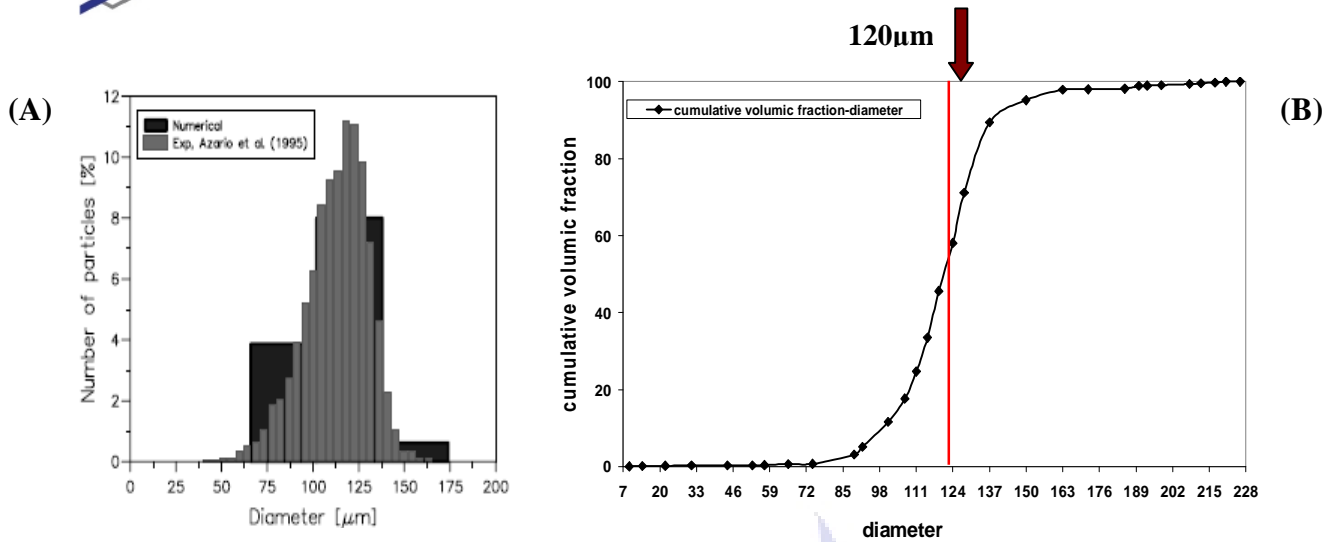 120µm
(A)
(B)
12
10
8
6
4
2
0
Number of particles [%]
Numerical
Exp, Azario et al. (1995)
0 25 50 75 100 125 150 175 200
Diameter [µm]
100
80
60
40
20
0
cumulative volumic fraction
cumulative volumic fraction-diameter
7 20 33 46 59 72 85 98 111 124 137 150 163 176 189 202 215 228
diameter